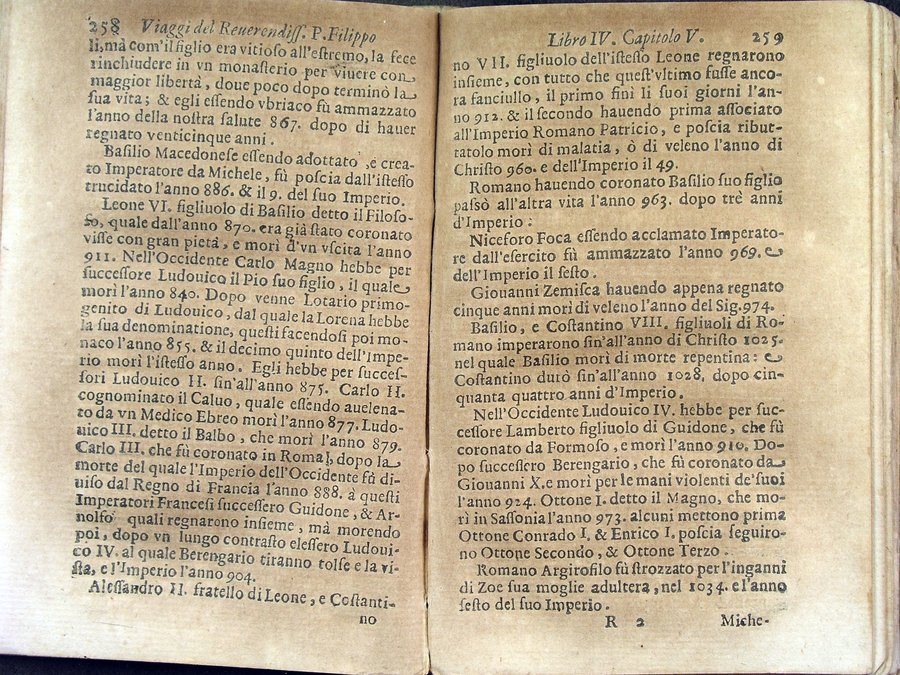 258 Viaggi del Reuerendiss. P. Filippo
li, mà com'il figlio era vitioso all'estremo, la fece
rinchiudere in vn monasterio per viuere con
maggior libertà, doue poco dopo terminò la
sua vita; & egli essendo vbriaco fù ammazzato
l'anno della nostra salute 867. dopo di hauer
regnato venticinque anni.
Basilio Macedonese essendo adottato, e crea-
to Imperatore da Michele, fù poscia dall'istesso
trucidato l'anno 886. & il 9. del suo Imperio.
Leone VI. figliuolo di Basilio detto il Filoso-
fo, quale dall'anno 870. era già stato coronato
visse con gran pietà, e morì d'vn vscita l'anno
911. Nell'Occidente Carlo Magno hebbe per
successore Ludouico il Pio suo figlio, il quale
morì l'anno 840. Dopo venne Lotario primo-
genito di Ludouico, dal quale la Lorena hebbe
la sua denominatione, questi facendosi poi mo-
naco l'anno 855. & il decimo quinto dell'Impe-
rio morì l'istesso anno. Egli hebbe per succes-
sori Ludouico II. sin'all'anno 875. Carlo II.
cognominato il Caluo, quale essendo auelena-
to da vn Medico Ebreo morì l'anno 877. Ludo-
uico III. detto il Balbo, che morì l'anno 879.
Carlo III. che fù coronato in Roma, dopo la
morte del quale l'Imperio dell'Occidente fù di-
uiso dal Regno di Francia l'anno 888. à questi
Imperatori Francesi successero Guidone, & Ar-
nolfo quali regnarono insieme, mà morendo
poi, dopo vn lungo contrasto elessero Ludoui-
co IV. al quale Berengario tiranno tolse e la vi-
sta, e l'Imperio l'anno 904.
Alessandro II. fratello di Leone, e Costanti-
no
Libro IV. Capitolo V. 259
no VII. figliuolo dell'istesso Leone regnarono
insieme, con tutto che quest'vltimo fusse anco-
ra fanciullo, il primo finì li suoi giorni l'an-
no 912. & il secondo hauendo prima associato
all'Imperio Romano Patricio, e poscia ribut-
tatolo morì di malatia, ò di veleno l'anno di
Christo 960. e dell'Imperio il 49.
Romano hauendo coronato Basilio suo figlio
passò all'altra vita l'anno 963. dopo trè anni
d'Imperio:
Niceforo Foca essendo acclamato Imperato-
re dall'esercito fù ammazzato l'anno 969. e
dell'Imperio il sesto.
Giouanni Zemisca hauendo appena regnato
cinque anni morì di veleno l'anno del Sig. 974.
Basilio, e Costantino VIII. figliuoli di Ro-
mano imperarono sin'all'anno di Christo 1025.
nel quale Basilio morì di morte repentina: e
Costantino durò sin'all'anno 1028. dopo cin-
quanta quattro anni d'Imperio.
Nell'Occidente Ludouico IV. hebbe per suc-
cessore Lamberto figliuolo di Guidone, che fù
coronato da Formoso, e morì l'anno 910. Do-
po successero Berengario, che fù coronato da
Giouanni X. e morì per le mani violenti de' suoi
l'anno 924. Ottone I. detto il Magno, che mo-
rì in Sassonia l'anno 973. alcuni mettono prima
Ottone Conrado I, & Enrico I. poscia seguiro-
no Ottone Secondo, & Ottone Terzo
Romano Argirofilo fù strozzato per l'inganni
di Zoe sua moglie adultera, nel 1034. e l'anno
sesto del suo Imperio.
R 2 Miche-